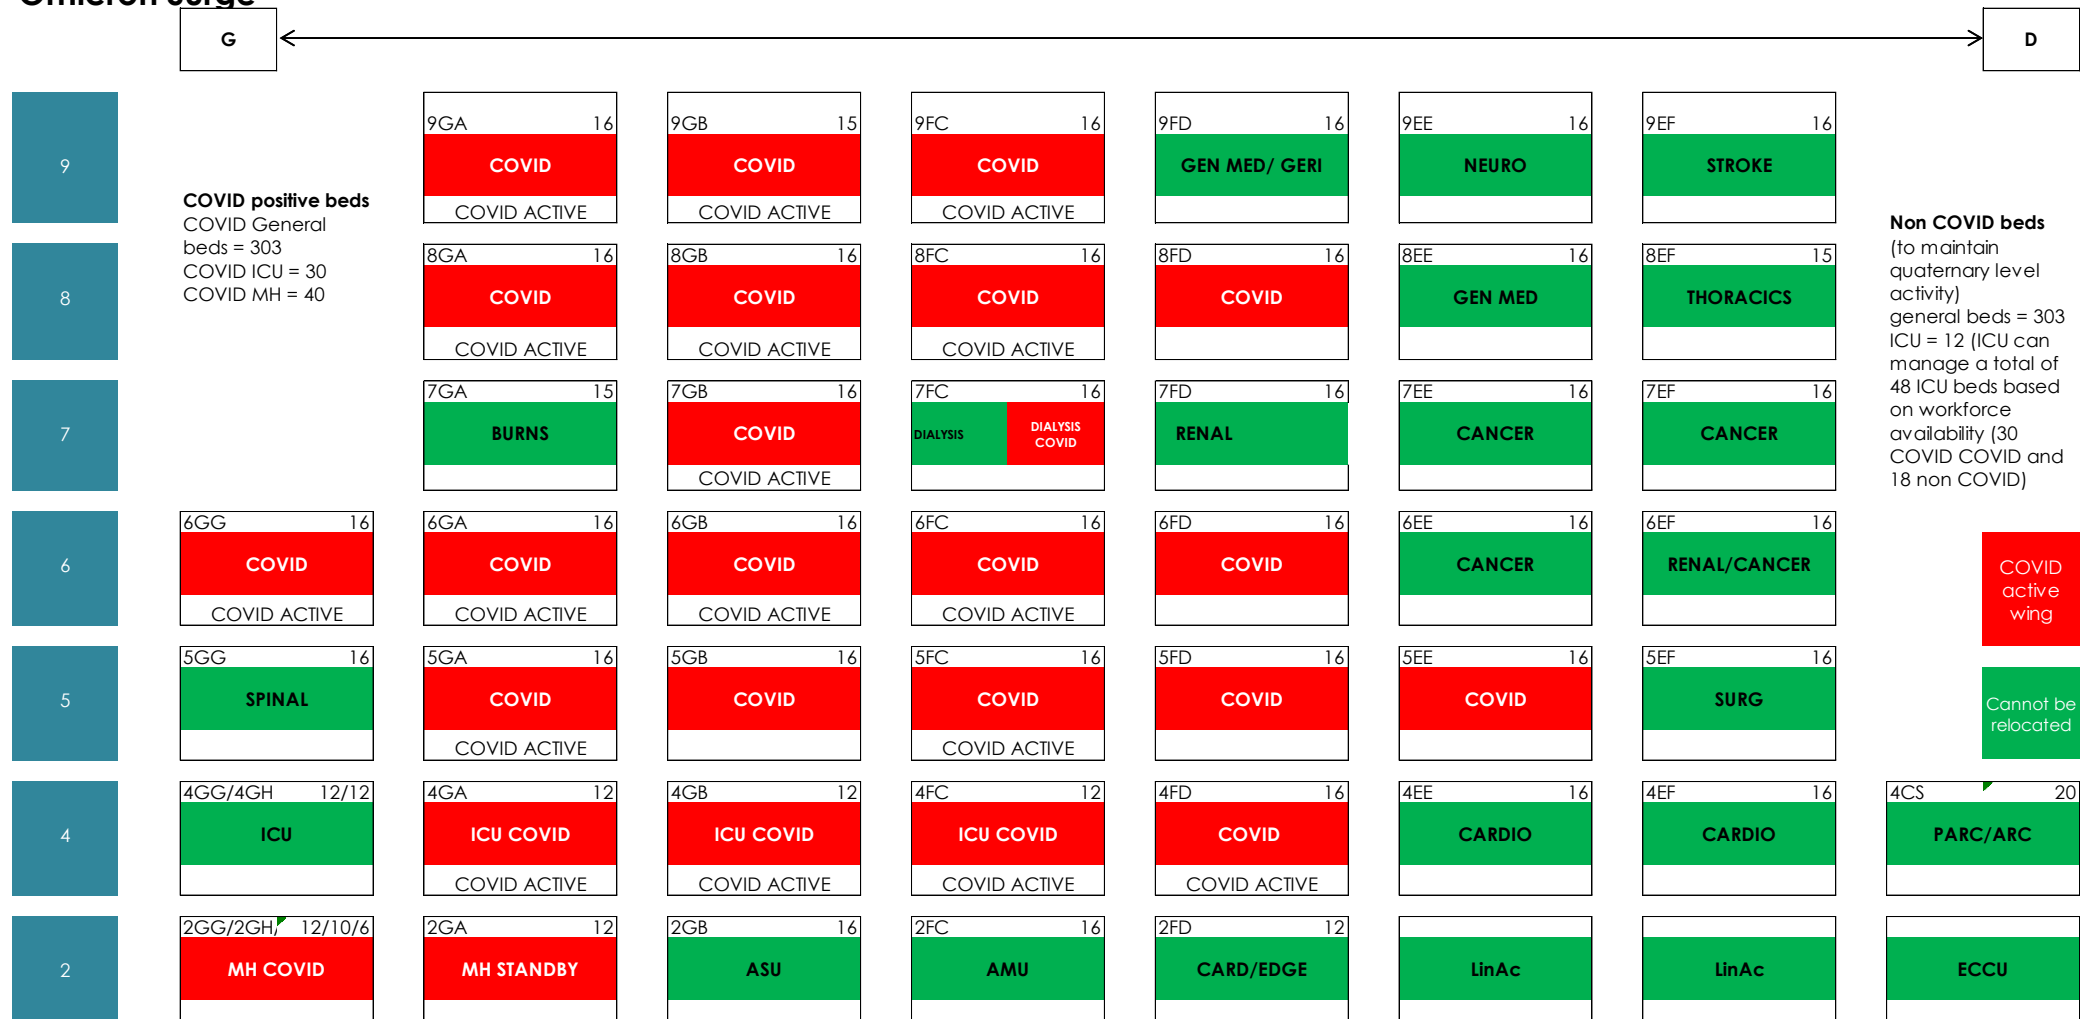 Omicron Surge
G
D
9
COVID positive beds
COVID General
beds = 303
COVID ICU = 30
COVID MH = 40
9GA 16
COVID
COVID ACTIVE
9GB 15
COVID
COVID ACTIVE
9FC 16
COVID
COVID ACTIVE
9FD 16
GEN MED/ GERI
9EE 16
NEURO
9EF 16
STROKE
Non COVID beds
(to maintain
quaternary level
activity)
general beds = 303
ICU = 12 (ICU can
manage a total of
48 ICU beds based
on workforce
availability (30
COVID COVID and
18 non COVID)
8
8GA 16
COVID
COVID ACTIVE
8GB 16
COVID
COVID ACTIVE
8FC 16
COVID
COVID ACTIVE
8FD 16
COVID
8EE 16
GEN MED
8EF 15
THORACICS
7
7GA 15
BURNS
7GB 16
COVID
COVID ACTIVE
7FC 16
DIALYSIS
DIALYSIS
COVID
7FD 16
RENAL
7EE 16
CANCER
7EF 16
CANCER
6
6GG 16
COVID
COVID ACTIVE
6GA 16
COVID
COVID ACTIVE
6GB 16
COVID
COVID ACTIVE
6FC 16
COVID
COVID ACTIVE
6FD 16
COVID
6EE 16
CANCER
6EF 16
RENAL/CANCER
COVID
active
wing
5
5GG 16
SPINAL
5GA 16
COVID
COVID ACTIVE
5GB 16
COVID
5FC 16
COVID
COVID ACTIVE
5FD 16
COVID
5EE 16
COVID
5EF 16
SURG
Cannot be
relocated
4
4GG/4GH 12/12
ICU
4GA 12
ICU COVID
COVID ACTIVE
4GB 12
ICU COVID
COVID ACTIVE
4FC 12
ICU COVID
COVID ACTIVE
4FD 16
COVID
COVID ACTIVE
4EE 16
CARDIO
4EF 16
CARDIO
4CS 20
PARC/ARC
2
2GG/2GH/ 12/10/6
MH COVID
2GA 12
MH STANDBY
2GB 16
ASU
2FC 16
AMU
2FD 12
CARD/EDGE
LinAc
LinAc
ECCU